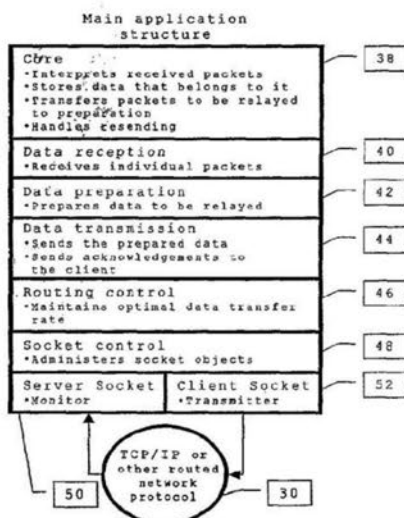 Main application
structure
Core
•Interprets received packets
•Stores data that belongs to it
•Transfers packets to be relayed
to preparation
•Handles resending
38
Data reception
•Receives individual packets
40
Data preparation
•Prepares data to be relayed
42
Data transmission
•Sends the prepared data
•Sends acknowledgements to
the client
44
Routing control
•Maintains optimal data transfer
rate
46
Socket control
•Administers socket objects
48
Server Socket
•Monitor
Client Socket
•Transmitter
52
TCP/IP or
other routed
network
protocol
50
30